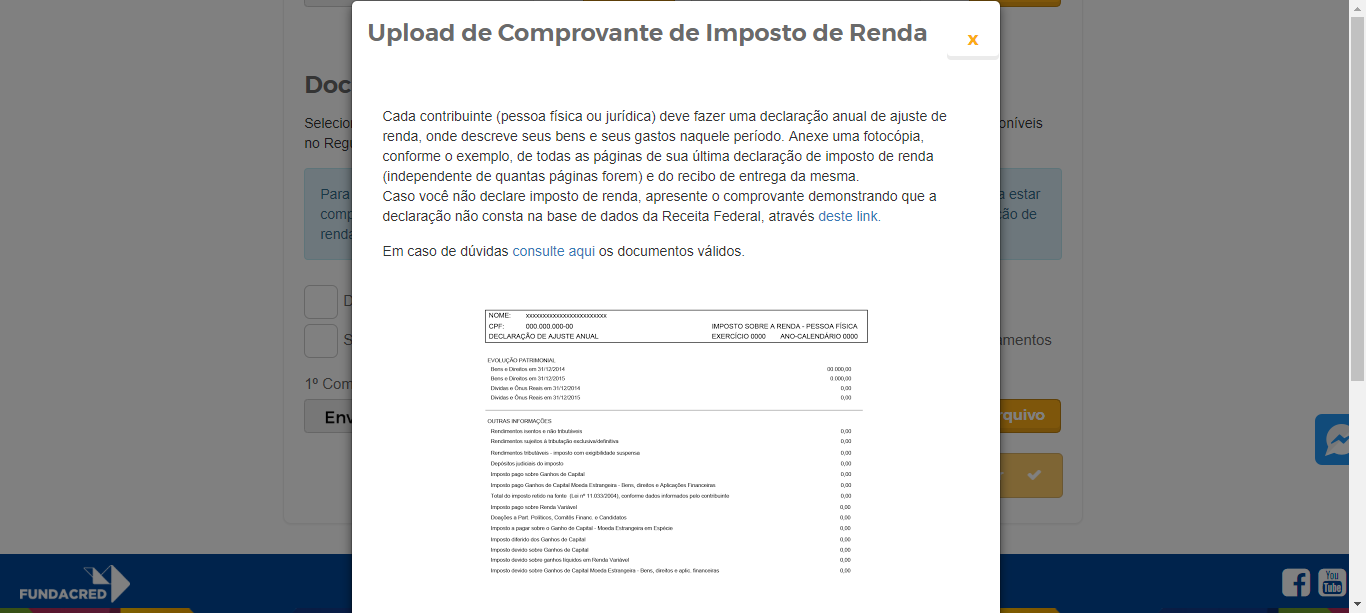 Upload de Comprovante de Imposto de Renda
x
Doc
Selecio
oníveis
no Regu
Para
a estar
comp
ção de
renda
Cada contribuinte (pessoa física ou jurídica) deve fazer uma declaração anual de ajuste de
renda, onde descreve seus bens e seus gastos naquele período. Anexe uma fotocópia,
conforme o exemplo, de todas as páginas de sua última declaração de imposto de renda
(independente de quantas páginas forem) e do recibo de entrega da mesma.
Caso você não declare imposto de renda, apresente o comprovante demonstrando que a
declaração não consta na base de dados da Receita Federal, através deste link.
Em caso de dúvidas consulte aqui os documentos válidos.
D
S
umentos
1º Com
Env
rquivo
NOME: xxxxxxxxxxxxxxxxxxxxxxxx
CPF: 000.000.000-00 IMPOSTO SOBRE A RENDA - PESSOA FÍSICA
DECLARAÇÃO DE AJUSTE ANUAL EXERCÍCIO 0000 ANO-CALENDÁRIO 0000
EVOLUÇÃO PATRIMONIAL
Bens e Direitos em 31/12/2014 00.000,00
Bens e Direitos em 31/12/2015 0.000,00
Dívidas e Ônus Reais em 31/12/2014 0,00
Dívidas e Ônus Reais em 31/12/2015 0,00
OUTRAS INFORMAÇÕES
Rendimentos isentos e não tributáveis 0,00
Rendimentos sujeitos à tributação exclusiva/definitiva 0,00
Rendimentos tributáveis - imposto com exigibilidade suspensa 0,00
Depósitos judiciais do imposto 0,00
Imposto pago sobre Ganhos de Capital 0,00
Imposto pago Ganhos de Capital Moeda Estrangeira - Bens, direitos e Aplicações Financeiras 0,00
Total do imposto retido na fonte (Lei nº 11.033/2004), conforme dados informados pelo contribuinte 0,00
Imposto pago sobre Renda Variável 0,00
Doações a Part. Políticos, Comitês Financ. e Candidatos 0,00
Imposto a pagar sobre o Ganho de Capital - Moeda Estrangeira em Espécie 0,00
Imposto diferido dos Ganhos de Capital 0,00
Imposto devido sobre Ganhos de Capital 0,00
Imposto devido sobre ganhos líquidos em Renda Variável 0,00
Imposto devido sobre Ganhos de Capital Moeda Estrangeira - Bens, direitos e aplic. financeiras 0,00
FUNDACRED
You
Tube